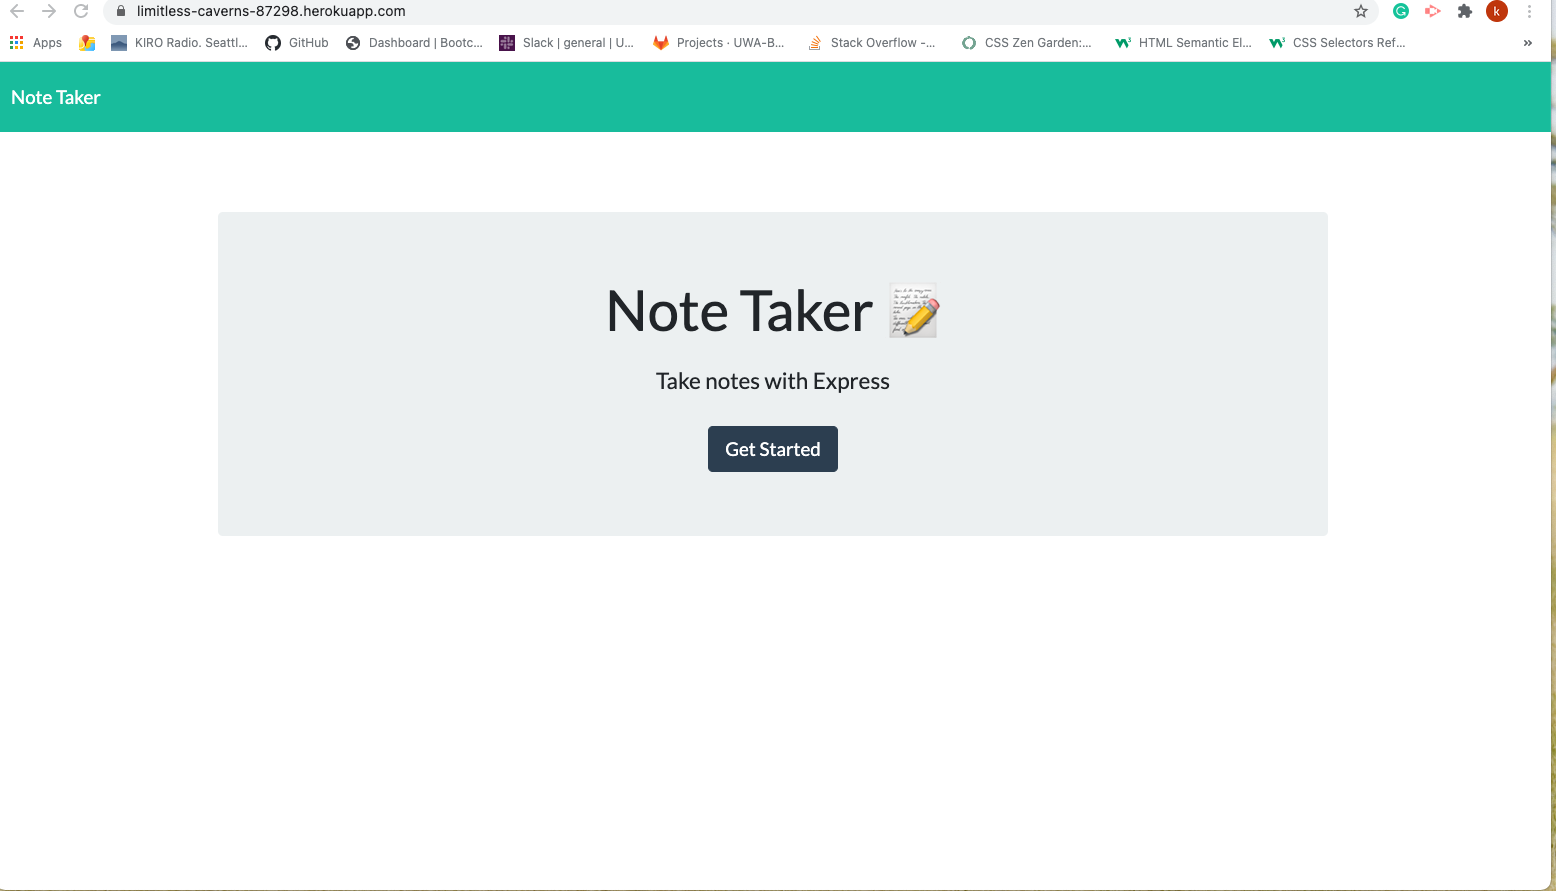 limitless-caverns-87298.herokuapp.com
k
Apps
KIRO Radio. Seattl...
GitHub
Dashboard | Bootc...
Slack | general | U...
Projects · UWA-B...
Stack Overflow -...
CSS Zen Garden:...
HTML Semantic El...
CSS Selectors Ref...
»
Note Taker
Note Taker
Take notes with Express
Get Started